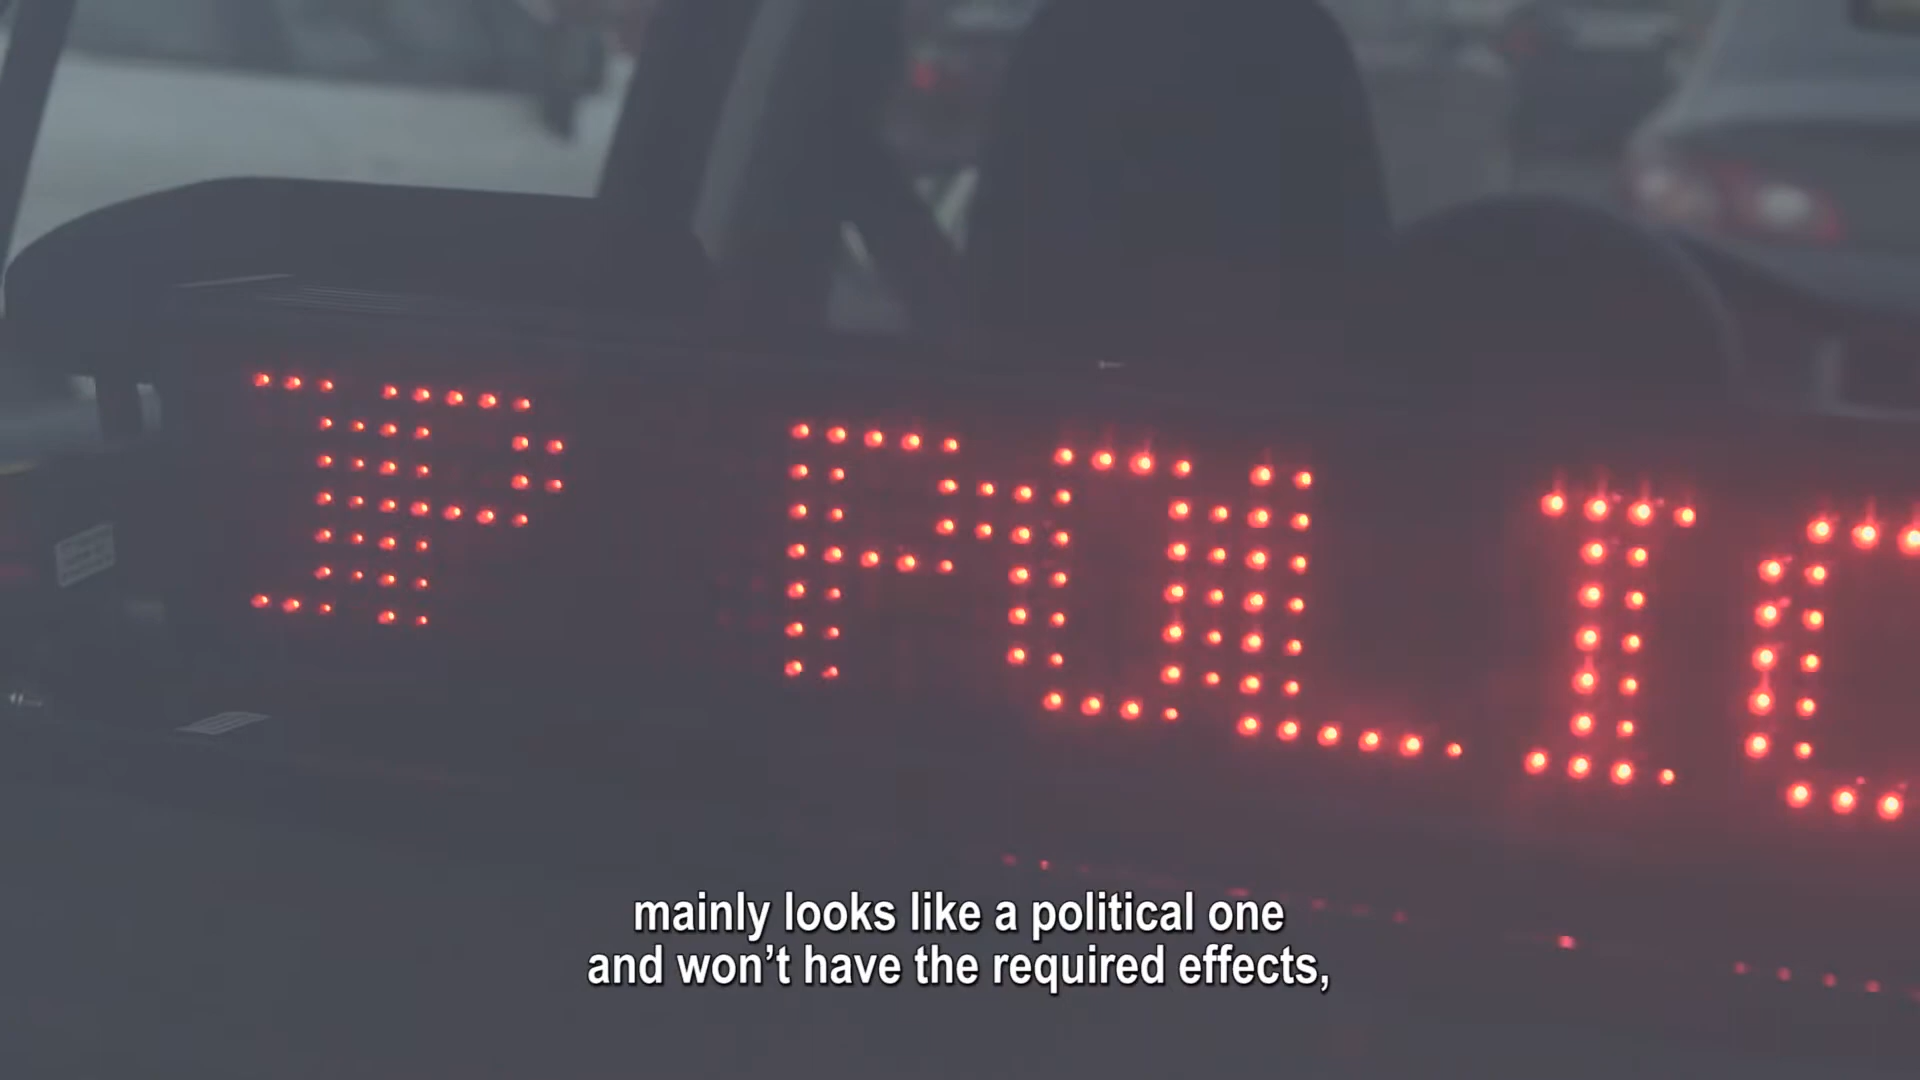 P POLIC
mainly looks like a political one
and won't have the required effects,